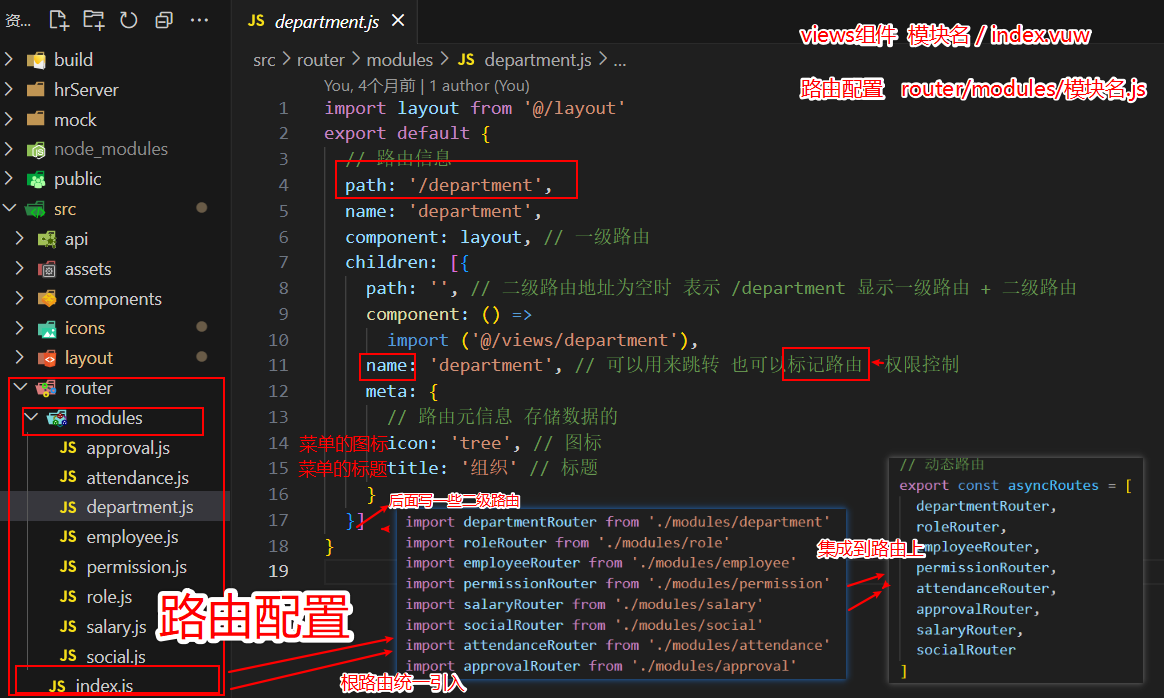 资...
JS department.js
views组件 模块名 / index.vuw
src > router > modules > JS department.js > ...
路由配置 router/modules/模块名.js
You, 4个月前 | 1 author (You)
build
hrServer
mock
node_modules
public
src
api
assets
components
icons
layout
router
modules
JS approval.js
JS attendance.js
JS department.js
JS employee.js
JS permission.js
JS role.js
JS salary.js
JS social.js
JS index.js
路由配置
1 import layout from '@/layout'
2 export default {
3 // 路由信息
4 path: '/department',
5 name: 'department',
6 component: layout, // 一级路由
7 children: [{
8 path: '', // 二级路由地址为空时 表示 /department 显示一级路由 + 二级路由
9 component: () =>
10 import ('@/views/department'),
11 name: 'department', // 可以用来跳转 也可以标记路由 权限控制
12 meta: {
13 // 路由元信息 存储数据的
14 菜单的图标icon: 'tree', // 图标
15 菜单的标题title: '组织' // 标题
16 }
17 }]
18 }
19
后面写一些二级路由
import departmentRouter from './modules/department'
import roleRouter from './modules/role'
import employeeRouter from './modules/employee'
import permissionRouter from './modules/permission'
import salaryRouter from './modules/salary'
import socialRouter from './modules/social'
import attendanceRouter from './modules/attendance'
import approvalRouter from './modules/approval'
根路由统一引入
集成到路由上
// 动态路由
export const asyncRoutes = [
departmentRouter,
roleRouter,
employeeRouter,
permissionRouter,
attendanceRouter,
approvalRouter,
salaryRouter,
socialRouter
]